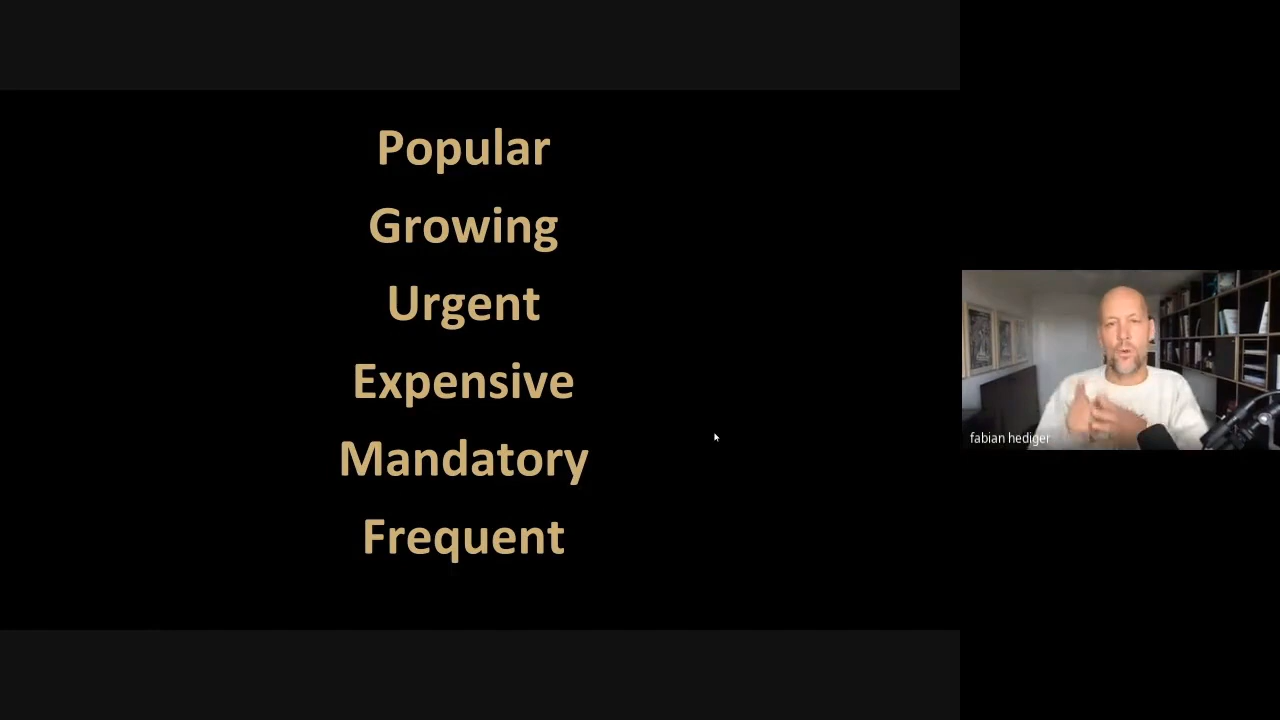 Popular
Growing
Urgent
Expensive
Mandatory
Frequent
fabian hediger